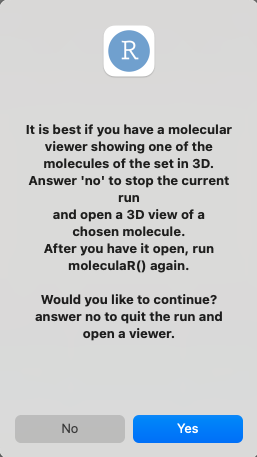 R
It is best if you have a molecular
viewer showing one of the
molecules of the set in 3D.
Answer 'no' to stop the current
run
and open a 3D view of a
chosen molecule.
After you have it open, run
moleculaR() again.
Would you like to continue?
answer no to quit the run and
open a viewer.
No
Yes